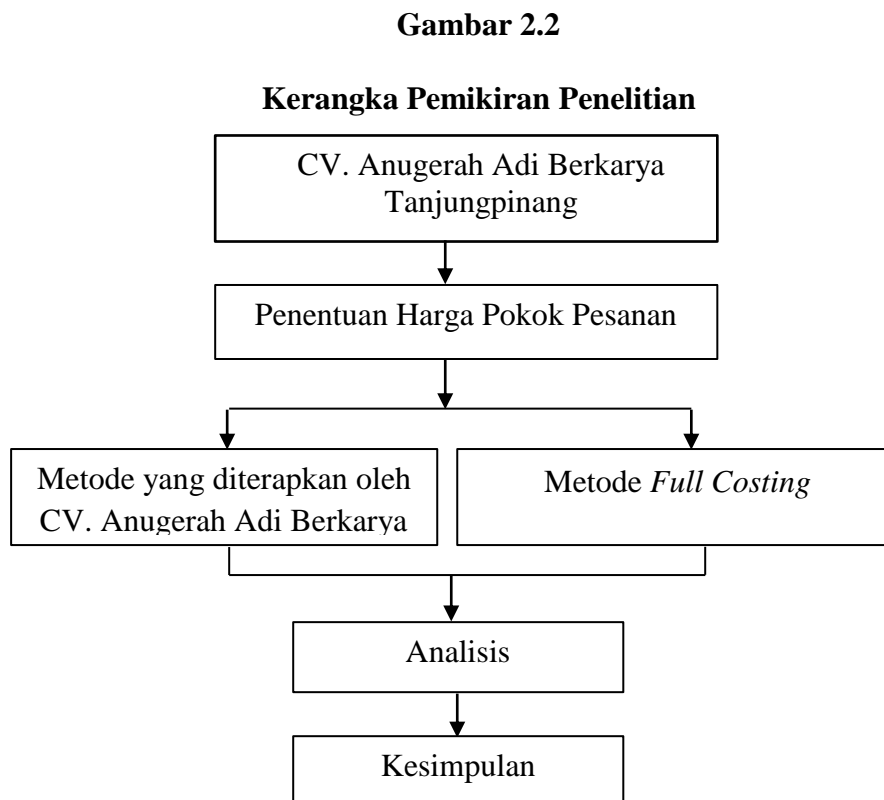 Gambar 2.2
Kerangka Pemikiran Penelitian
CV. Anugerah Adi Berkarya
Tanjungpinang
Penentuan Harga Pokok Pesanan
Metode yang diterapkan oleh
CV. Anugerah Adi Berkarya
Metode Full Costing
Analisis
Kesimpulan